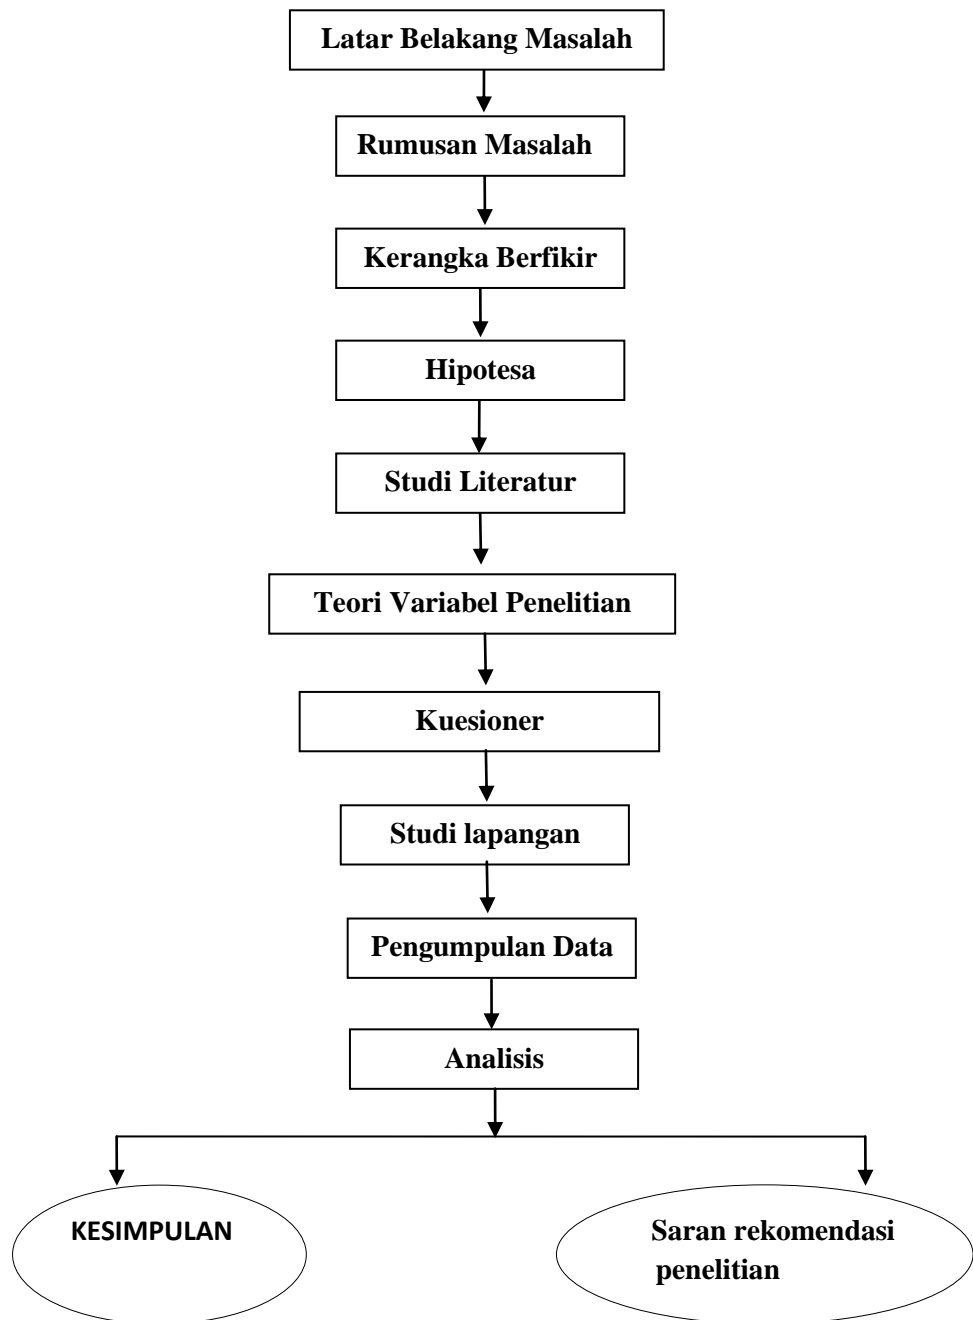 Latar Belakang Masalah
Rumusan Masalah
Kerangka Berfikir
Hipotesa
Studi Literatur
Teori Variabel Penelitian
Kuesioner
Studi lapangan
Pengumpulan Data
Analisis
KESIMPULAN
Saran rekomendasi
penelitian